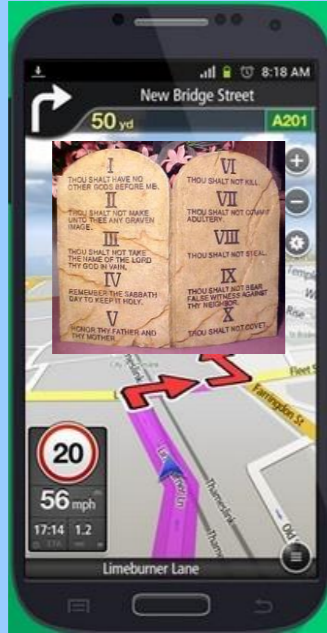 8:18 AM
New Bridge Street
50 yd
A201
I
THOU SHALT HAVE NO
OTHER GODS BEFORE ME.
II
THOU SHALT NOT MAKE
UNTO THEE ANY GRAVEN
IMAGE.
III
THOU SHALT NOT TAKE
THE NAME OF THE LORD
THY GOD IN VAIN.
IV
REMEMBER THE SABBATH
DAY TO KEEP IT HOLY.
V
HONOR THY FATHER AND
THY MOTHER.
VI
THOU SHALT NOT KILL.
VII
THOU SHALT NOT COMMIT
ADULTERY.
VIII
THOU SHALT NOT STEAL.
IX
THOU SHALT NOT BEAR
FALSE WITNESS AGAINST
THY NEIGHBOR.
X
THOU SHALT NOT COVET.
Fleet
Farringdon St
Thameslink
Thameslink
Old
20
56 mph
17:14 1.2
ETA
Limeburner Lane